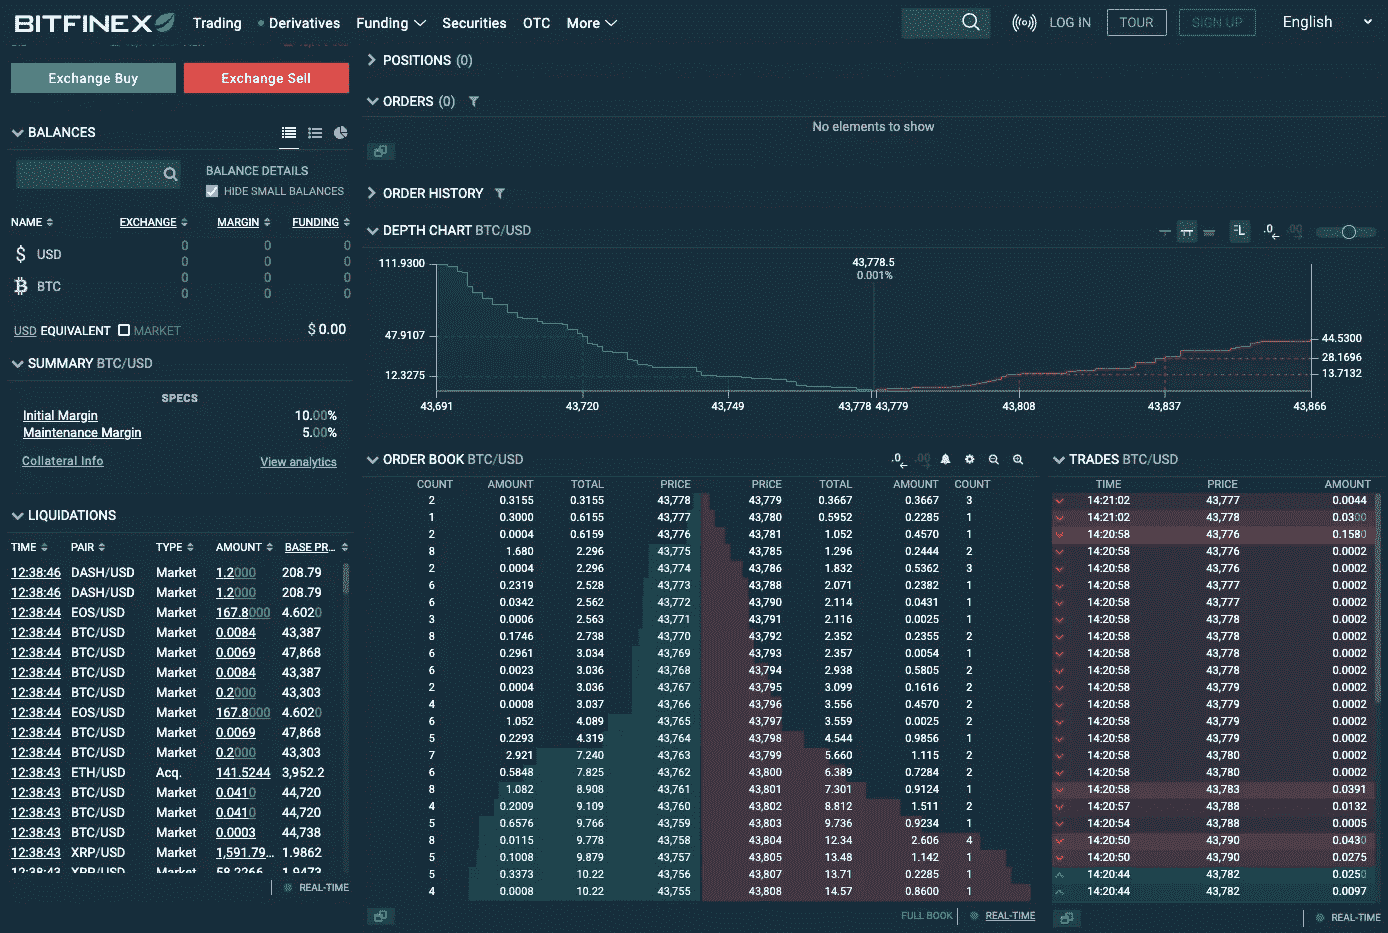 BITFINEX Trading Derivatives Funding Securities OTC More LOG IN TOUR SIGN UP English
Exchange Buy Exchange Sell
BALANCES
BALANCE DETAILS
HIDE SMALL BALANCES
NAME EXCHANGE MARGIN FUNDING
$ USD 0 0 0
0 0 0
BTC 0 0 0
0 0 0
USD EQUIVALENT MARKET $ 0.00
SUMMARY BTC/USD
SPECS
Initial Margin 10.00%
Maintenance Margin 5.00%
Collateral Info View analytics
LIQUIDATIONS
TIME PAIR TYPE AMOUNT BASE PR...
12:38:46 DASH/USD Market 1.2000 208.79
12:38:46 DASH/USD Market 1.2000 208.79
12:38:44 EOS/USD Market 167.8000 4.6020
12:38:44 BTC/USD Market 0.0084 43,387
12:38:44 BTC/USD Market 0.0069 47,868
12:38:44 BTC/USD Market 0.0084 43,387
12:38:44 BTC/USD Market 0.2000 43,303
12:38:44 EOS/USD Market 167.8000 4.6020
12:38:44 BTC/USD Market 0.0069 47,868
12:38:44 BTC/USD Market 0.2000 43,303
12:38:43 ETH/USD Acq. 141.5244 3,952.2
12:38:43 BTC/USD Market 0.0410 44,720
12:38:43 BTC/USD Market 0.0410 44,720
12:38:43 BTC/USD Market 0.0003 44,738
12:38:43 XRP/USD Market 1,591.79... 1.9862
12:38:43 XRP/USD Market 58.2266 1.9473
REAL-TIME
POSITIONS (0)
ORDERS (0)
No elements to show
ORDER HISTORY
DEPTH CHART BTC/USD
.0 .00
111.9300
47.9107
12.3275
43,778.5
0.001%
44.5300
28.1696
13.7132
43,691 43,720 43,749 43,778 43,779 43,808 43,837 43,866
ORDER BOOK BTC/USD
.0 .00
COUNT AMOUNT TOTAL PRICE PRICE TOTAL AMOUNT COUNT
2 0.3155 0.3155 43,778 43,779 0.3667 0.3667 3
1 0.3000 0.6155 43,777 43,780 0.5952 0.2285 1
2 0.0004 0.6159 43,776 43,781 1.052 0.4570 1
8 1.680 2.296 43,775 43,785 1.296 0.2444 2
2 0.0004 2.296 43,774 43,786 1.832 0.5362 3
6 0.2319 2.528 43,773 43,788 2.071 0.2382 1
6 0.0342 2.562 43,772 43,790 2.114 0.0431 1
3 0.0006 2.563 43,771 43,791 2.116 0.0025 1
8 0.1746 2.738 43,770 43,792 2.352 0.2355 2
6 0.2961 3.034 43,769 43,793 2.357 0.0054 1
6 0.0023 3.036 43,768 43,794 2.938 0.5805 2
2 0.0004 3.036 43,767 43,795 3.099 0.1616 2
4 0.0008 3.037 43,766 43,796 3.556 0.4570 2
6 1.052 4.089 43,765 43,797 3.559 0.0025 1
5 0.2293 4.319 43,764 43,798 4.544 0.9856 1
7 2.921 7.240 43,763 43,799 5.660 1.115 2
6 0.5848 7.825 43,762 43,800 6.389 0.7284 2
8 1.082 8.908 43,761 43,801 7.301 0.9124 1
4 0.2009 9.109 43,760 43,802 8.812 1.511 2
5 0.6576 9.766 43,759 43,803 9.736 0.9234 1
8 0.0115 9.778 43,758 43,804 12.34 2.606 4
5 0.1008 9.879 43,757 43,805 13.48 1.142 1
5 0.3373 10.22 43,756 43,807 13.71 0.2285 1
4 0.0008 10.22 43,755 43,808 14.57 0.8600 1
FULL BOOK REAL-TIME
TRADES BTC/USD
TIME PRICE AMOUNT
14:21:02 43,777 0.0044
14:21:02 43,778 0.0300
14:20:58 43,776 0.1580
14:20:58 43,776 0.0002
14:20:58 43,776 0.0002
14:20:58 43,777 0.0002
14:20:58 43,777 0.0002
14:20:58 43,777 0.0002
14:20:58 43,778 0.0002
14:20:58 43,778 0.0002
14:20:58 43,778 0.0002
14:20:58 43,779 0.0002
14:20:58 43,779 0.0002
14:20:58 43,779 0.0002
14:20:58 43,780 0.0002
14:20:58 43,780 0.0002
14:20:58 43,780 0.0002
14:20:58 43,783 0.0391
14:20:57 43,788 0.0132
14:20:54 43,788 0.0005
14:20:50 43,790 0.0430
14:20:50 43,790 0.0275
14:20:44 43,782 0.0250
14:20:44 43,782 0.0097
REAL-TIME